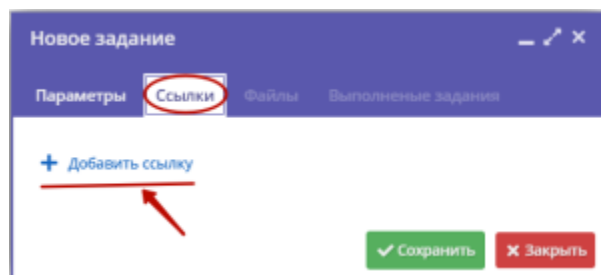 Новое задание
Параметры Ссылки Файлы Выполненые задания
Добавить ссылку
Сохранить Закрыть